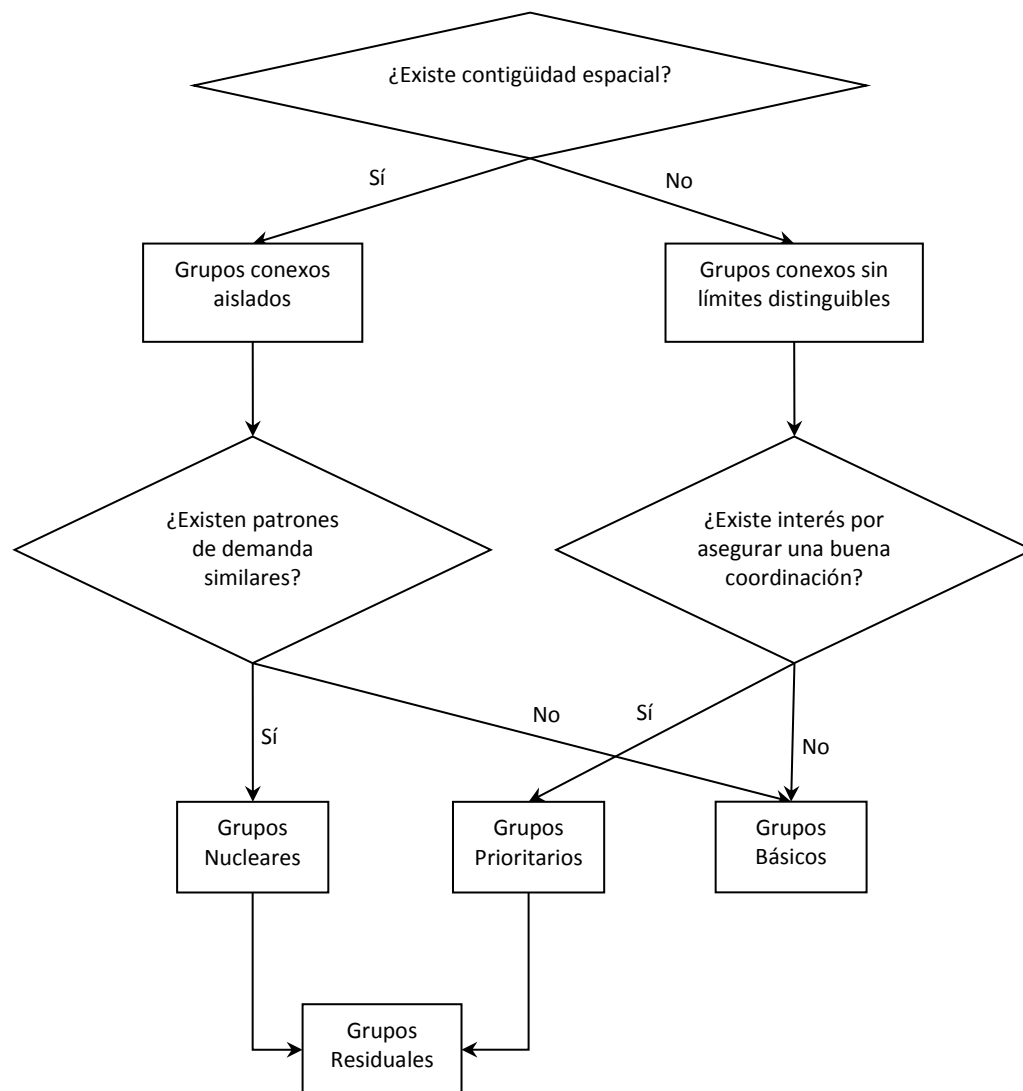 ¿Existe contigüidad espacial?
Sí
No
Grupos conexos
aislados
Grupos conexos sin
límites distinguibles
¿Existen patrones
de demanda
similares?
¿Existe interés por
asegurar una buena
coordinación?
Sí
No
Sí
No
Grupos
Nucleares
Grupos
Prioritarios
Grupos
Básicos
Grupos
Residuales